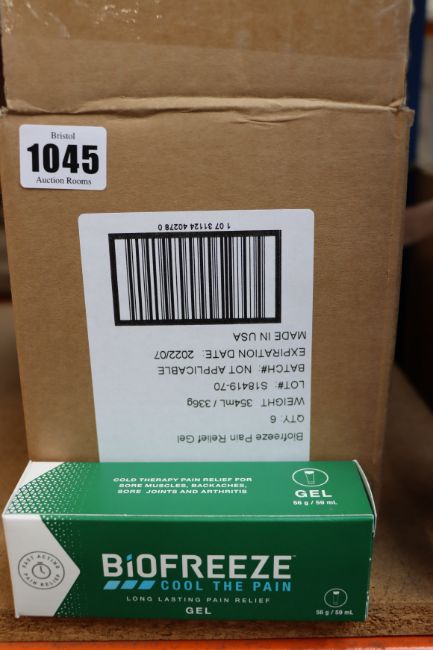 Bristol
1045
Auction Rooms
Biofreeze Pain Relief Gel
QTY: 6
WEIGHT 354mL / 336g
LOT#: S18419-70
BATCH#: NOT APPLICABLE
EXPIRATION DATE: 2022/07
MADE IN USA
1 07 31124 40278 0
COLD THERAPY PAIN RELIEF FOR
SORE MUSCLES, BACKACHES,
SORE JOINTS AND ARTHRITIS
GEL
56 g / 59 mL
FAST ACTING
PAIN RELIEF
BIOFREEZE
COOL THE PAIN
LONG LASTING PAIN RELIEF
GEL
56 g / 59 mL